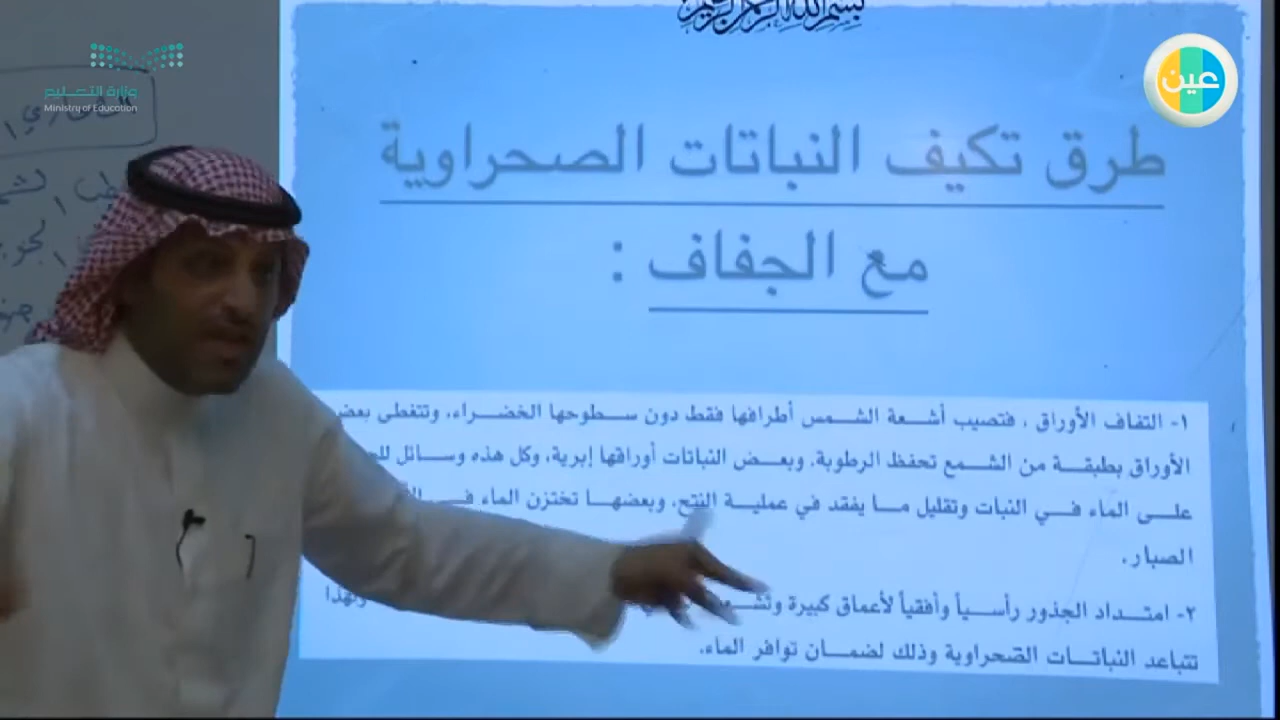 بسم الله الرحمن الرحيم
وزارة التعليم
Ministry of Education
عين
طرق تكيف النباتات الصحراوية
مع الجفاف :
١- التفاف الأوراق ، فتصيب أشعة الشمس أطرافها فقط دون سطوحها الخضراء، وتتغطى بعض
الأوراق بطبقة من الشمع تحفظ الرطوبة، وبعض النباتات أوراقها إبرية، وكل هذه وسائل
على الماء في النبات وتقليل ما يفقد في عملية النتح، وبعضها تختزن الماء في
الصبار.
٢- امتداد الجذور رأسياً وأفقياً لأعماق كبيرة ولهذا
تتباعد النباتات الصحراوية وذلك لضمان توافر الماء.